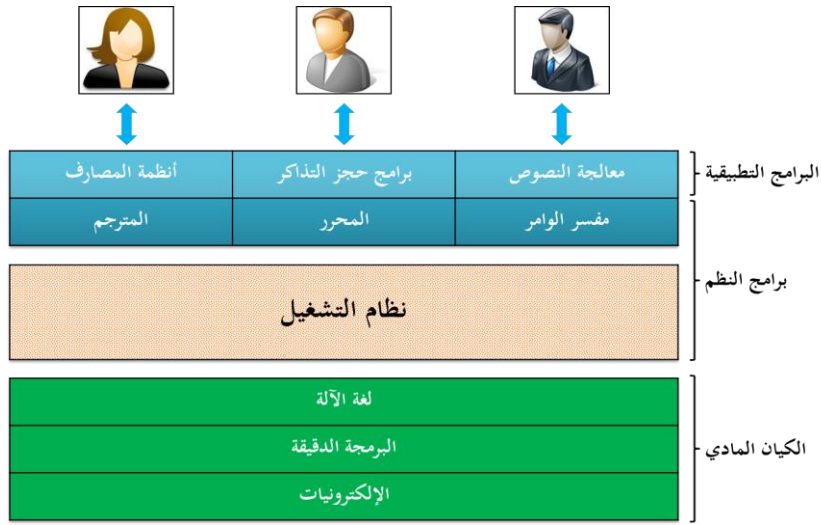 البرامج التطبيقية
معالجة النصوص
برامج حجز التذاكر
أنظمة المصارف
مفسر الوامر
المحرر
المترجم
برامج النظم
نظام التشغيل
الكيان المادي
لغة الآلة
البرمجة الدقيقة
الإلكترونيات